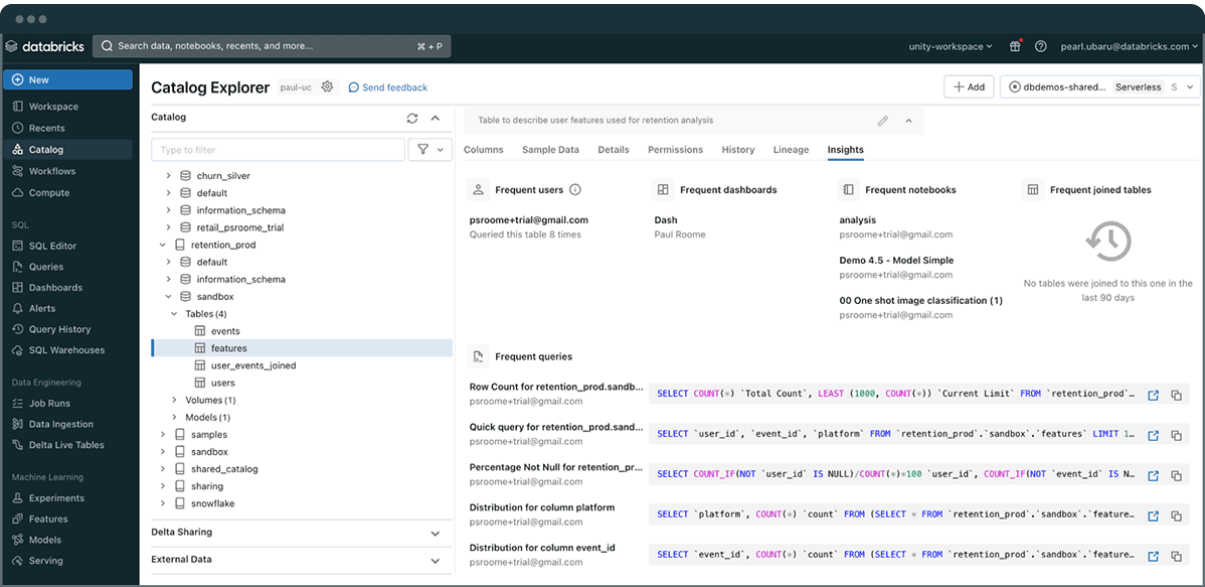 databricks
Search data, notebooks, recents, and more...
⌘ + P
unity-workspace
pearl.ubaru@databricks.com
New
Workspace
Recents
Catalog
Workflows
Compute
SQL
SQL Editor
Queries
Dashboards
Alerts
Query History
SQL Warehouses
Data Engineering
Job Runs
Data Ingestion
Delta Live Tables
Machine Learning
Experiments
Features
Models
Serving
Catalog Explorer
paul-uc
Send feedback
Add
dbdemos-shared...
Serverless
S
Catalog
Type to filter
churn_silver
default
information_schema
retail_psroome_trial
retention_prod
default
information_schema
sandbox
Tables (4)
events
features
user_events_joined
users
Volumes (1)
Models (1)
samples
sandbox
shared_catalog
sharing
snowflake
Delta Sharing
External Data
Table to describe user features used for retention analysis
Columns
Sample Data
Details
Permissions
History
Lineage
Insights
Frequent users
psroome+trial@gmail.com
Queried this table 8 times
Frequent dashboards
Dash
Paul Roome
Frequent notebooks
analysis
psroome+trial@gmail.com
Demo 4.5 - Model Simple
psroome+trial@gmail.com
00 One shot image classification (1)
psroome+trial@gmail.com
Frequent joined tables
No tables were joined to this one in the
last 90 days
Frequent queries
Row Count for retention_prod.sandb...
psroome+trial@gmail.com
SELECT COUNT(*) `Total Count`, LEAST (1000, COUNT(*)) `Current Limit` FROM `retention_prod`…
Quick query for retention_prod.sand...
psroome+trial@gmail.com
SELECT `user_id`, `event_id`, `platform` FROM `retention_prod`.`sandbox`.`features` LIMIT 1…
Percentage Not Null for retention_pr...
psroome+trial@gmail.com
SELECT COUNT_IF(NOT `user_id` IS NULL)/COUNT(*)*100 `user_id`, COUNT_IF(NOT `event_id` IS N…
Distribution for column platform
psroome+trial@gmail.com
SELECT `platform`, COUNT(*) `count` FROM (SELECT * FROM `retention_prod`.`sandbox`.`feature…
Distribution for column event_id
psroome+trial@gmail.com
SELECT `event_id`, COUNT(*) `count` FROM (SELECT * FROM `retention_prod`.`sandbox`.`feature…